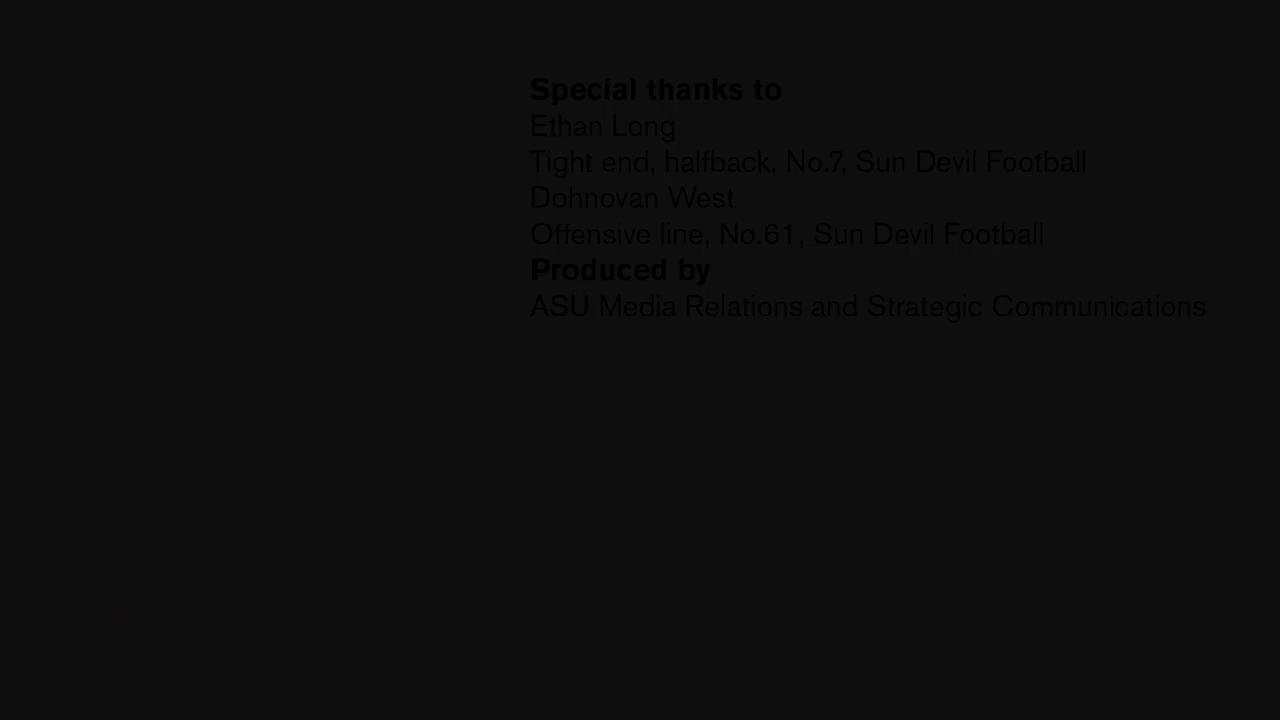 Special thanks to
Ethan Long
Tight end, halfback, No.7, Sun Devil Football
Dohnovan West
Offensive line, No.61, Sun Devil Football
Produced by
ASU Media Relations and Strategic Communications